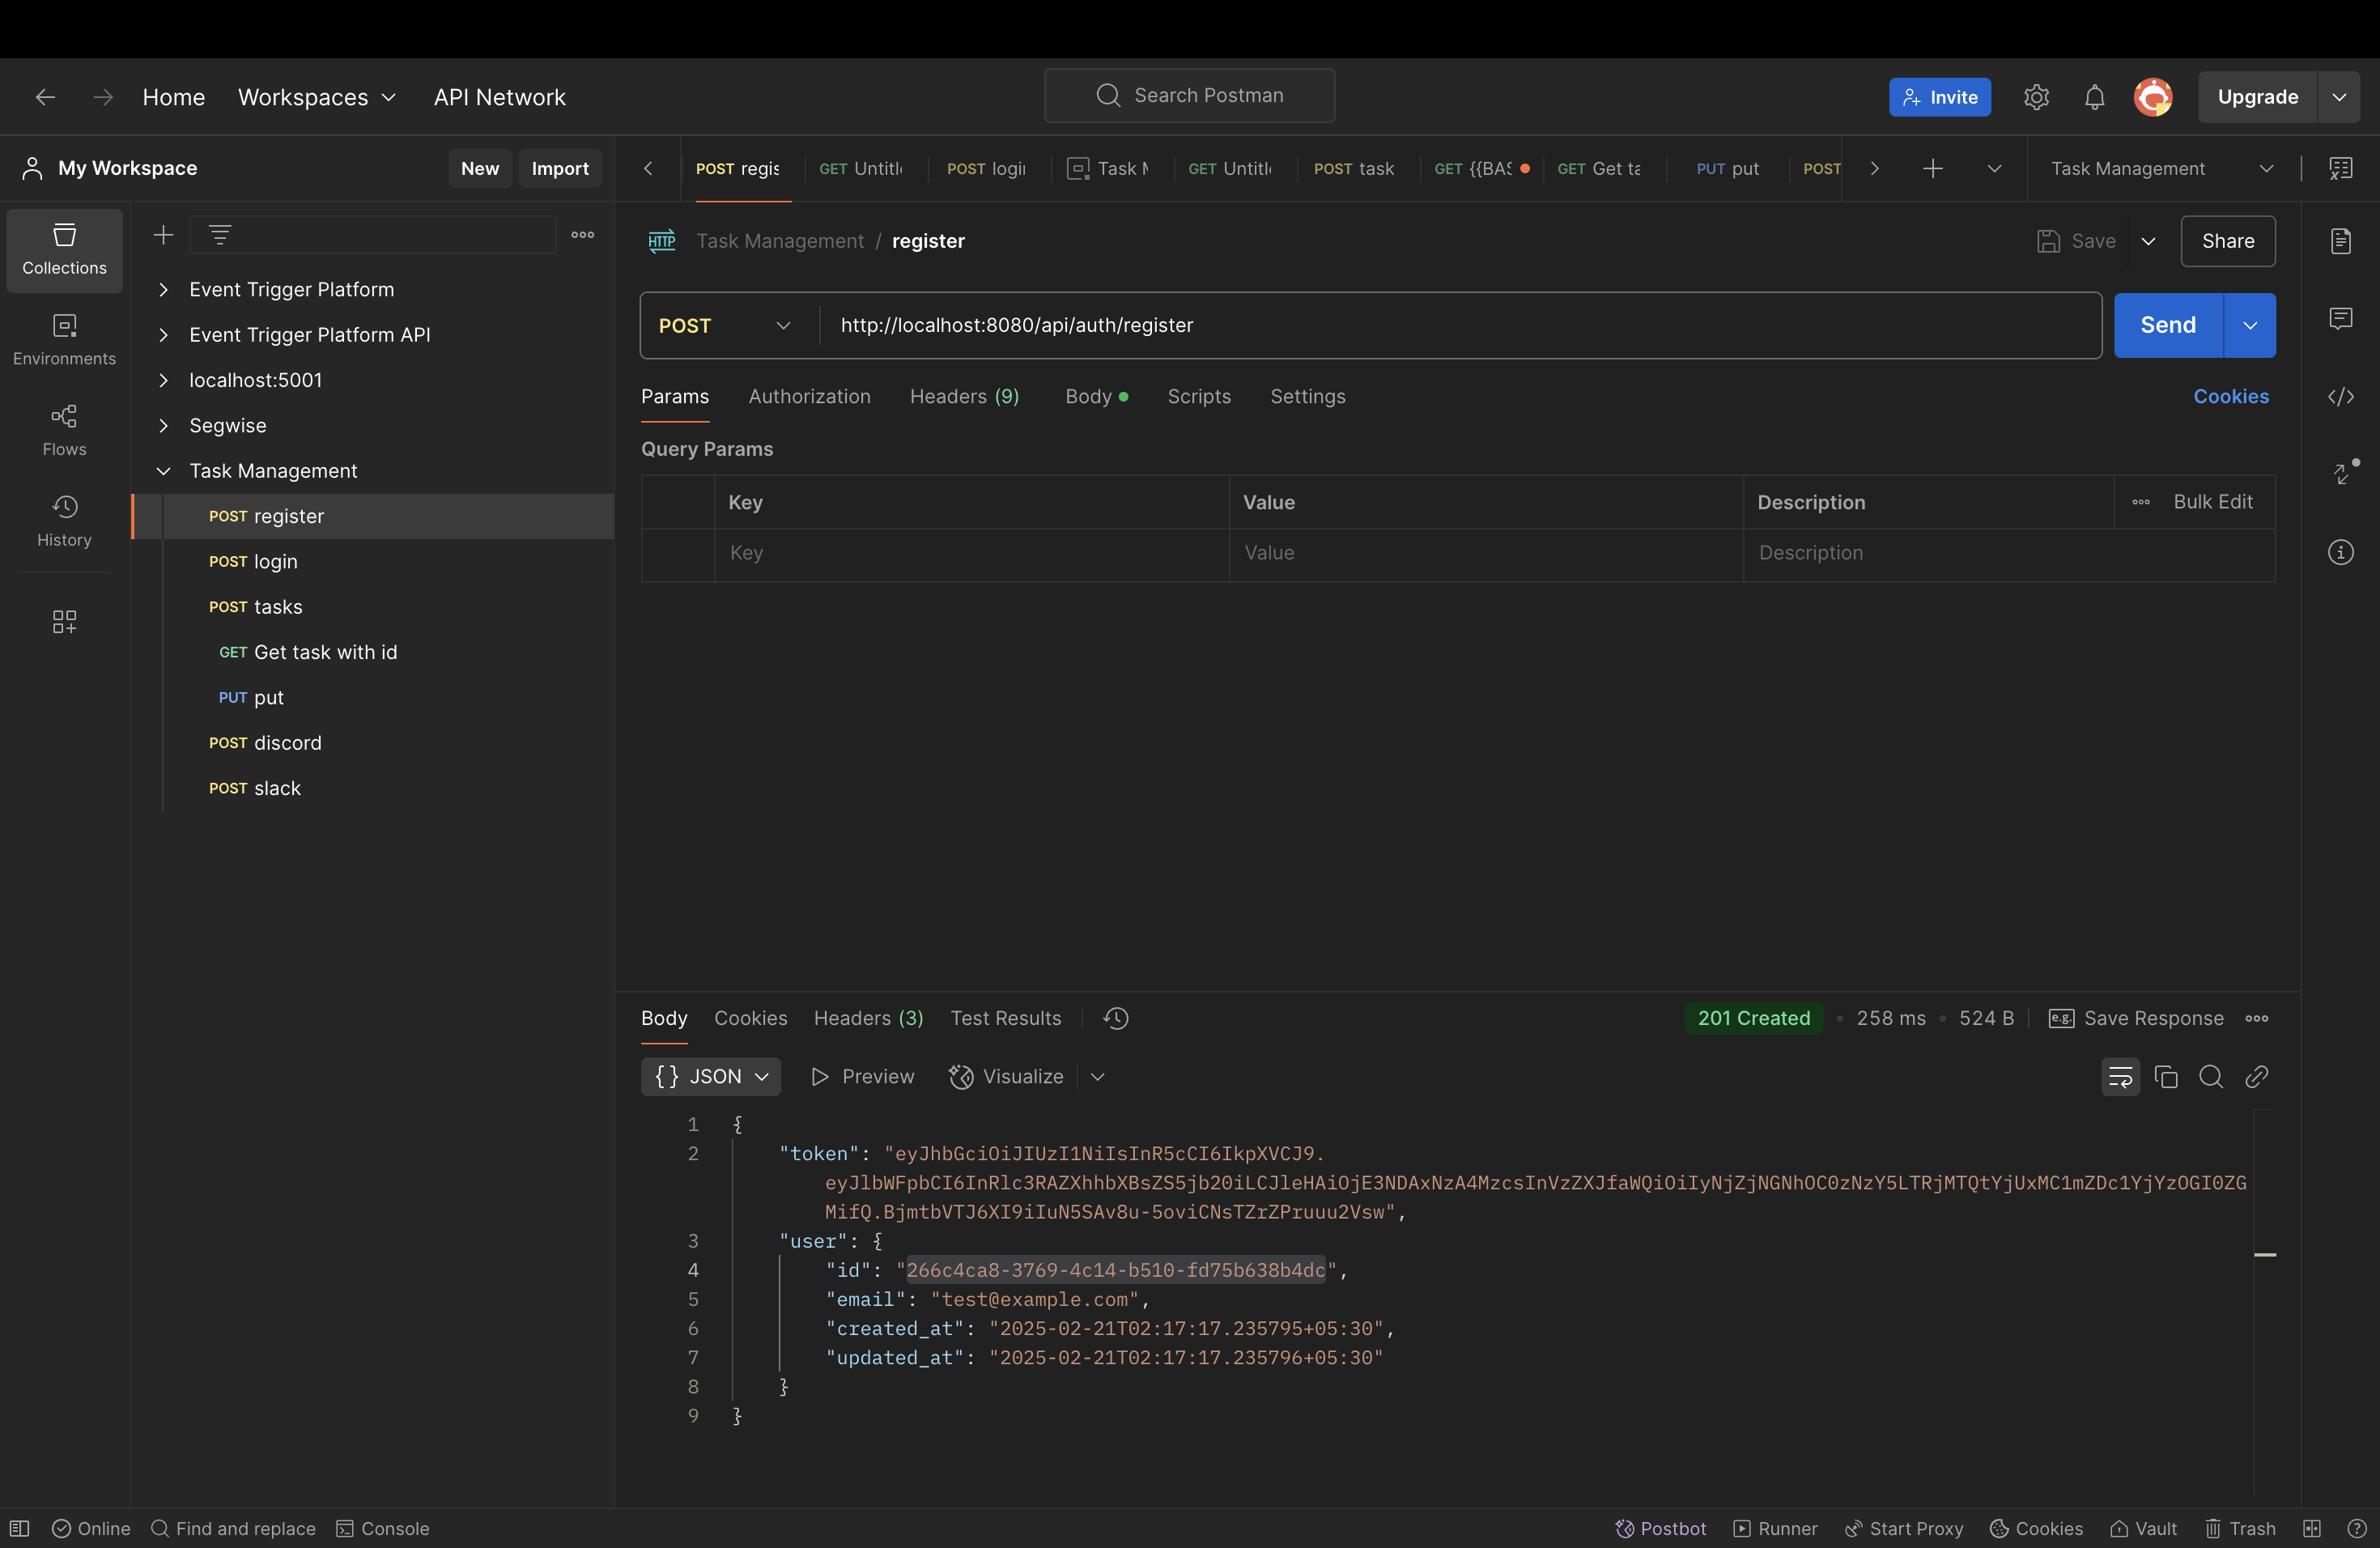 Home
Workspaces
API Network
Search Postman
Invite
Upgrade
My Workspace
New
Import
POST regis
GET Untitl
POST logi
Task M
GET Untitl
POST task
GET {{BAS
GET Get ta
PUT put
POST
Task Management
Collections
Environments
Flows
History
Event Trigger Platform
Event Trigger Platform API
localhost:5001
Segwise
Task Management
POST register
POST login
POST tasks
GET Get task with id
PUT put
POST discord
POST slack
HTTP
Task Management / register
Save
Share
POST
http://localhost:8080/api/auth/register
Send
Params
Authorization
Headers (9)
Body
Scripts
Settings
Cookies
Query Params
Key
Value
Description
Bulk Edit
Key
Value
Description
Body
Cookies
Headers (3)
Test Results
201 Created
258 ms
524 B
e.g.
Save Response
{} JSON
Preview
Visualize
1 {
2 "token": "eyJhbGciOiJIUzI1NiIsInR5cCI6IkpXVCJ9.
eyJlbWFpbCI6InRlc3RAZXhhbXBsZS5jb20iLCJleHAiOjE3NDAxNzA4MzcsInVzZXJfaWQiOiIyNjZjNGNhOC0zNzY5LTRjMTQtYjUxMC1mZDc1YjYzOGI0ZG
MifQ.BjmtbVTJ6XI9iIuN5SAv8u-5oviCNsTZrZPruuu2Vsw",
3 "user": {
4 "id": "266c4ca8-3769-4c14-b510-fd75b638b4dc",
5 "email": "test@example.com",
6 "created_at": "2025-02-21T02:17:17.235795+05:30",
7 "updated_at": "2025-02-21T02:17:17.235796+05:30"
8 }
9 }
Online
Find and replace
Console
Postbot
Runner
Start Proxy
Cookies
Vault
Trash